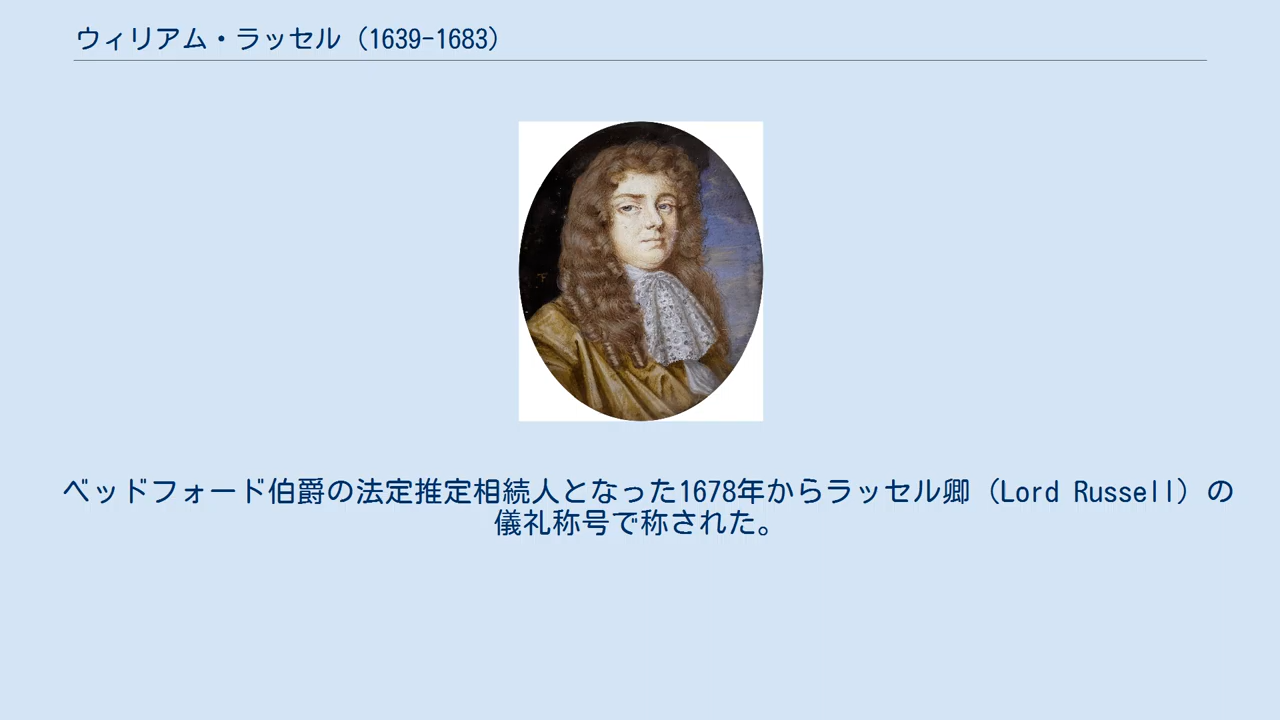 ウィリアム・ラッセル（1639-1683）
ベッドフォード伯爵の法定推定相続人となった1678年からラッセル卿（Lord Russell）の
儀礼称号で称された。